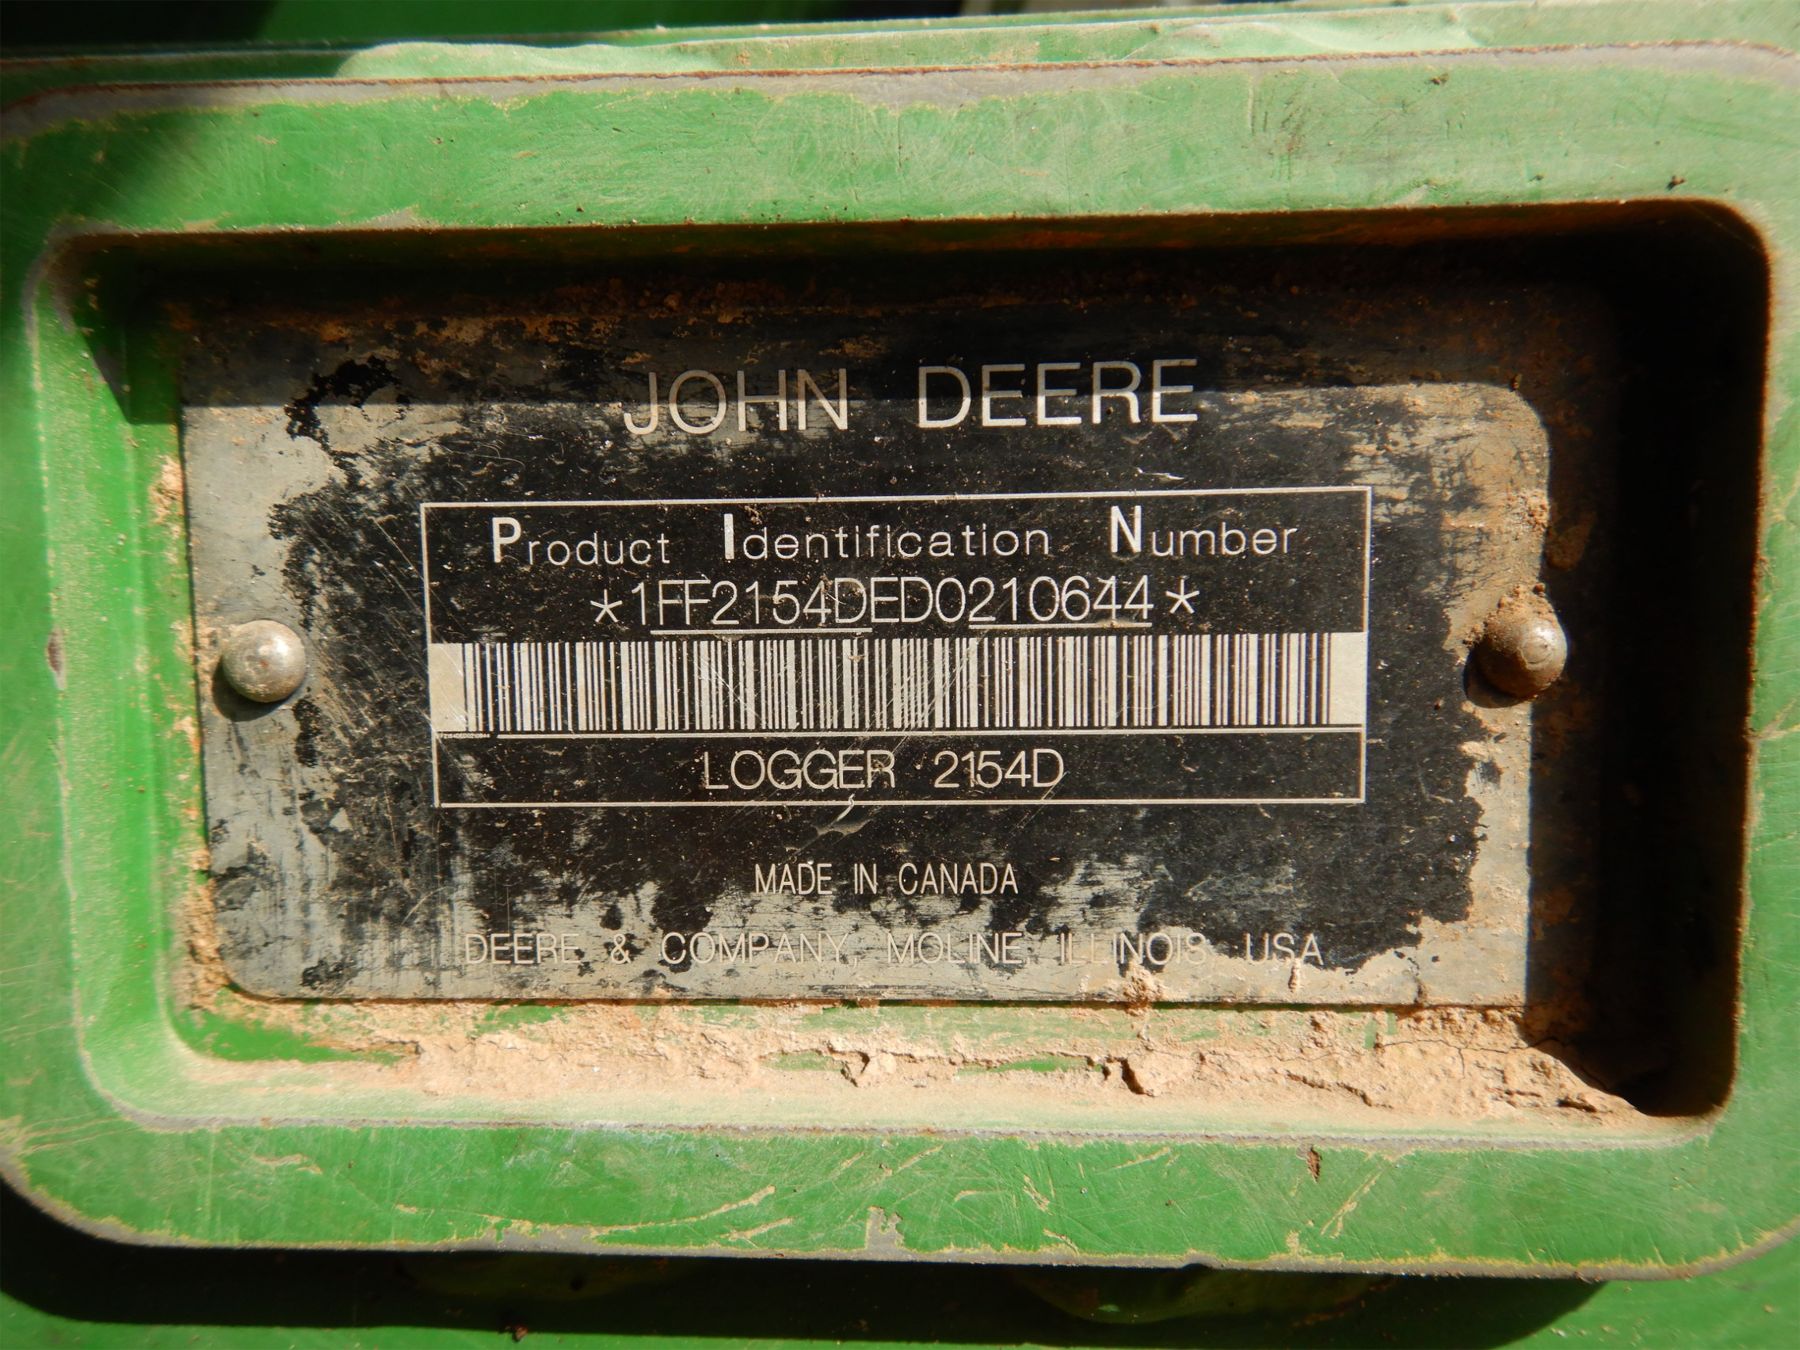 JOHN DEERE
Product Identification Number
*1FF2154DED0210644*
LOGGER 2154D
MADE IN CANADA
DEERE & COMPANY, MOLINE ILLINOIS USA